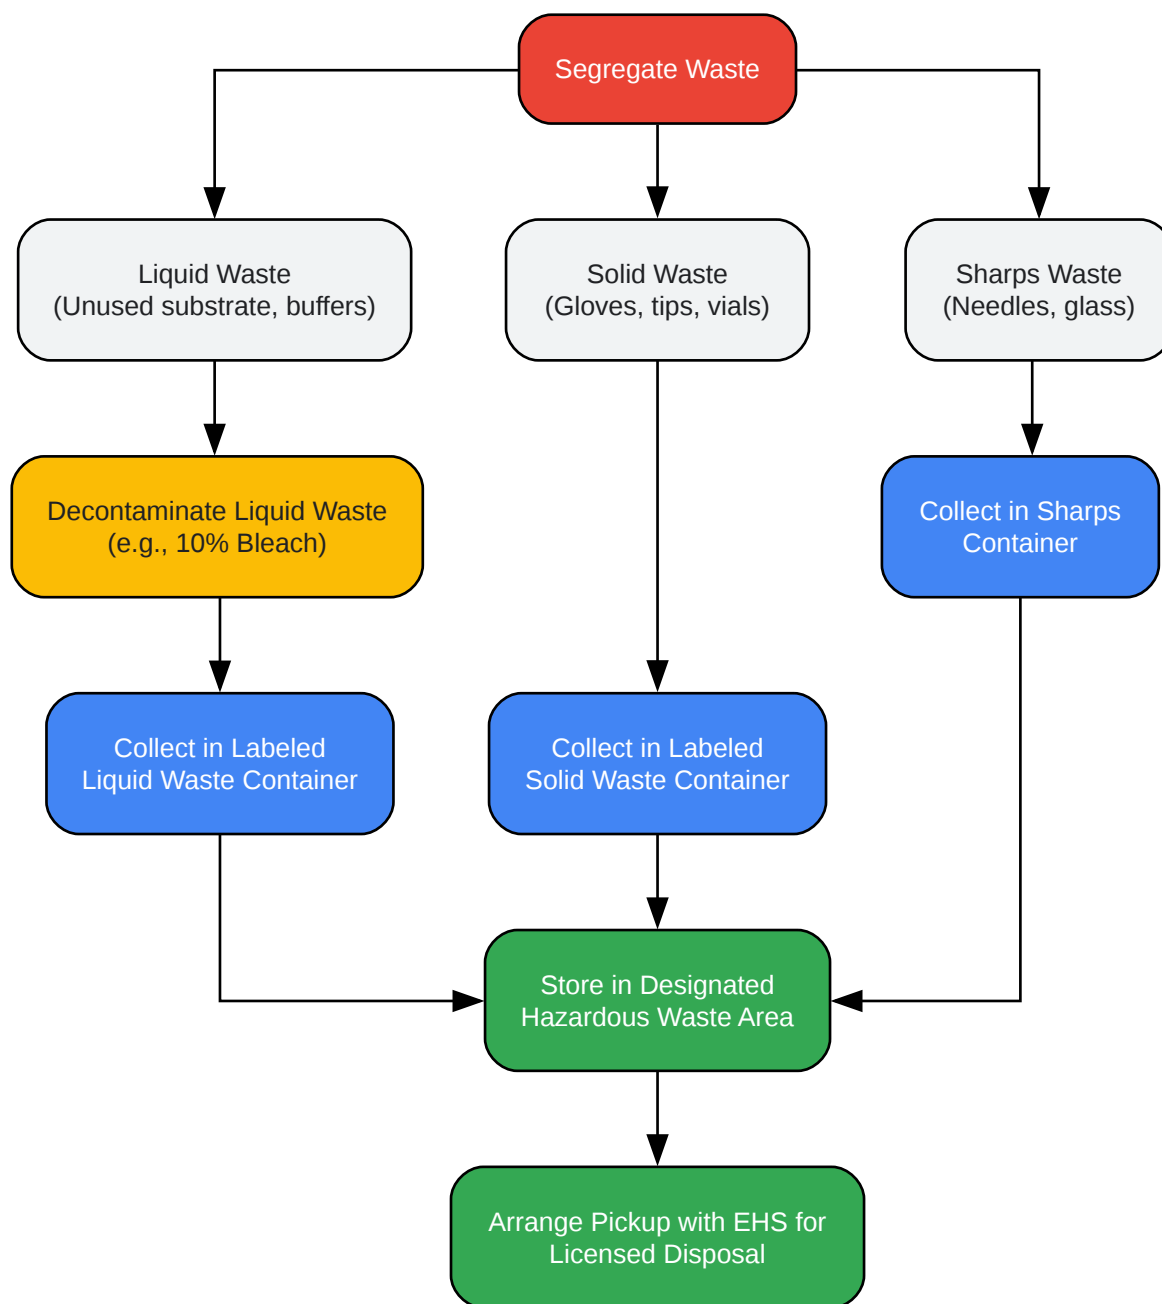 Segregate Waste
Liquid Waste
(Unused substrate, buffers)
Solid Waste
(Gloves, tips, vials)
Sharps Waste
(Needles, glass)
Decontaminate Liquid Waste
(e.g., 10% Bleach)
Collect in Sharps
Container
Collect in Labeled
Liquid Waste Container
Collect in Labeled
Solid Waste Container
Store in Designated
Hazardous Waste Area
Arrange Pickup with EHS for
Licensed Disposal